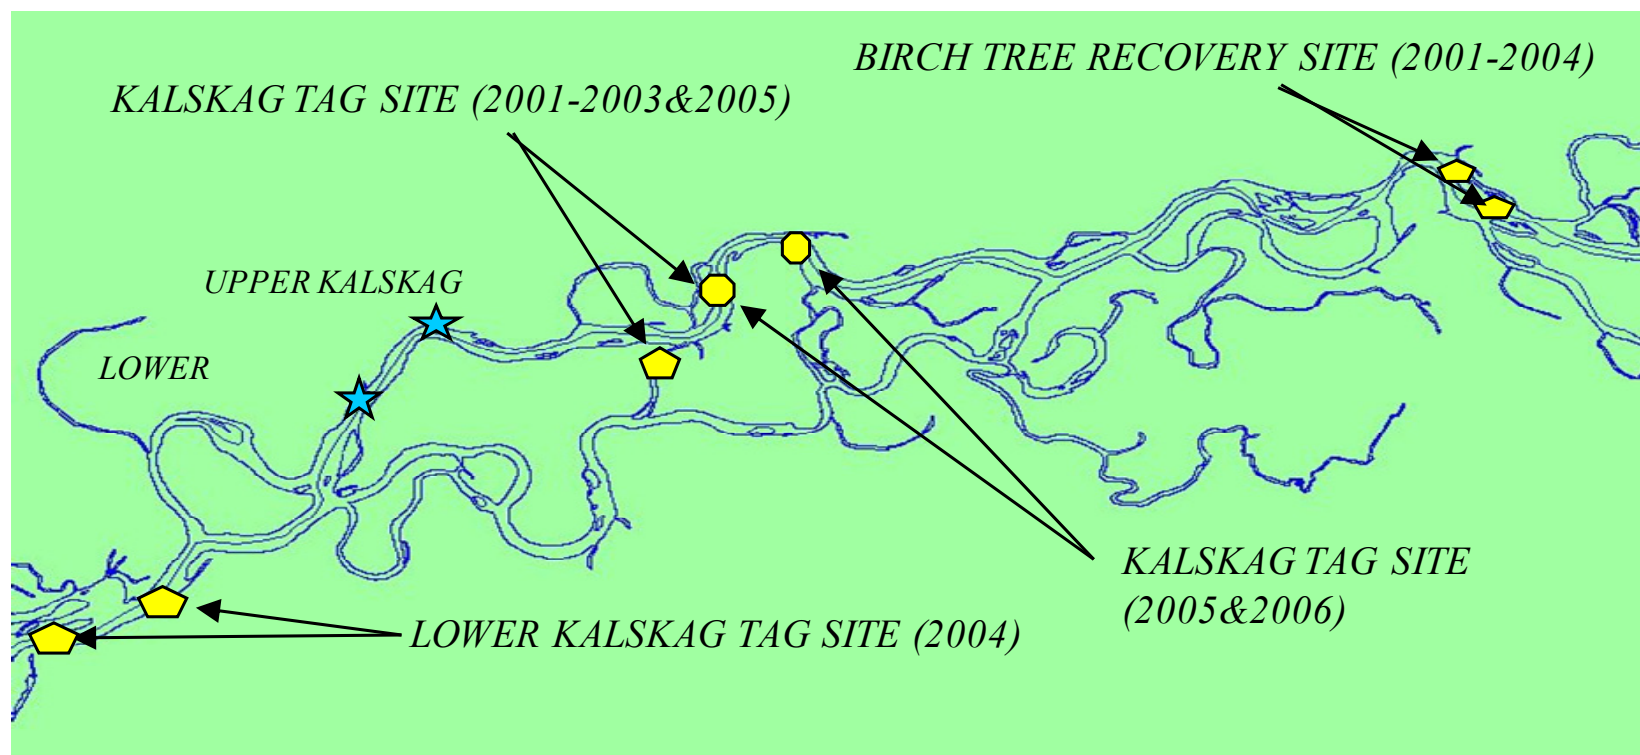 BIRCH TREE RECOVERY SITE (2001-2004)
KALSKAG TAG SITE (2001-2003&2005)
UPPER KALSKAG
LOWER
KALSKAG TAG SITE
(2005&2006)
LOWER KALSKAG TAG SITE (2004)